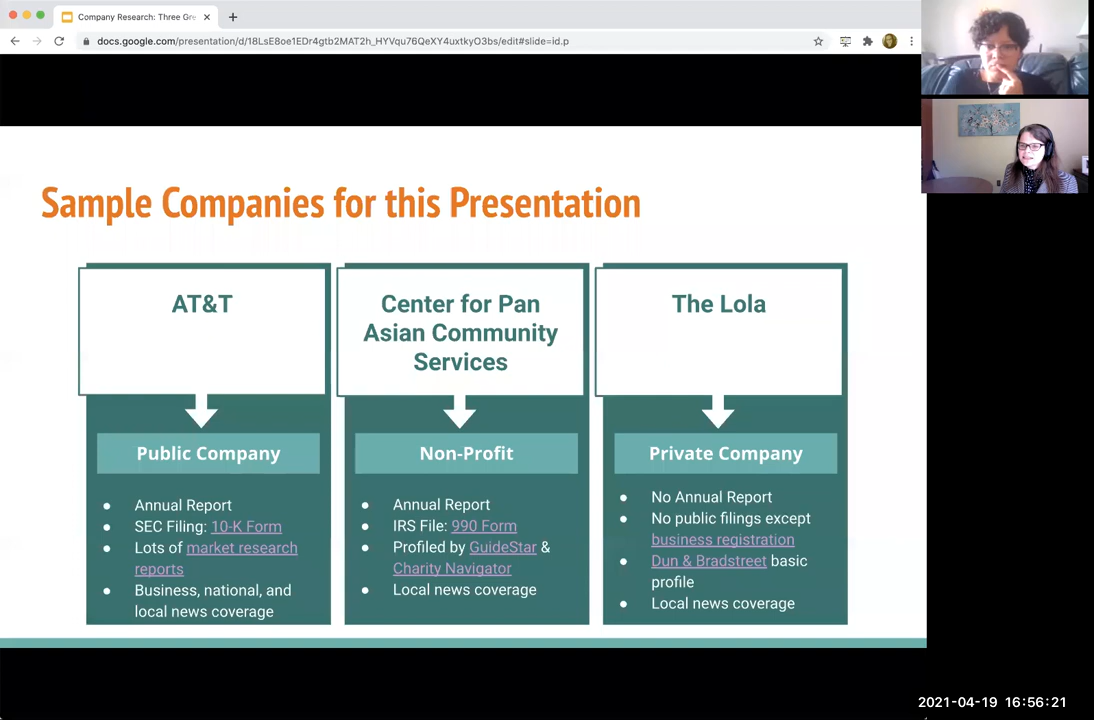 Company Research: Three Gre
docs.google.com/presentation/d/18LsE8oe1EDr4gtb2MAT2h_HYVqu76QeXY4uxtkyO3bs/edit#slide=id.p
Sample Companies for this Presentation
AT&T
Public Company
Annual Report
SEC Filing: 10-K Form
Lots of market research
reports
Business, national, and
local news coverage
Center for Pan
Asian Community
Services
Non-Profit
Annual Report
IRS File: 990 Form
Profiled by GuideStar &
Charity Navigator
Local news coverage
The Lola
Private Company
No Annual Report
No public filings except
business registration
Dun & Bradstreet basic
profile
Local news coverage
2021-04-19 16:56:21